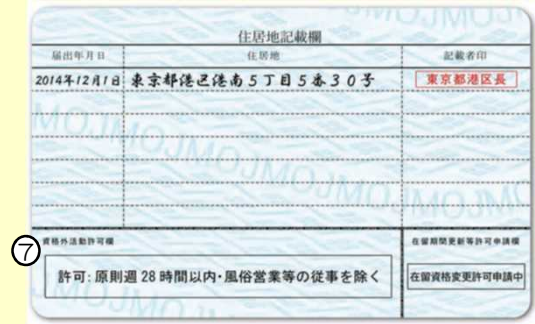 住居地記載欄
届出年月日 住居地 記載者印
2014年12月1日 東京都港区港南5丁目5番30号 東京都港区長
MOJMOJMOJMOJMOJM
⑦ 資格外活動許可欄 在留期間更新等許可申請欄
許可:原則週28時間以内・風俗営業等の従事を除く 在留資格変更許可申請中